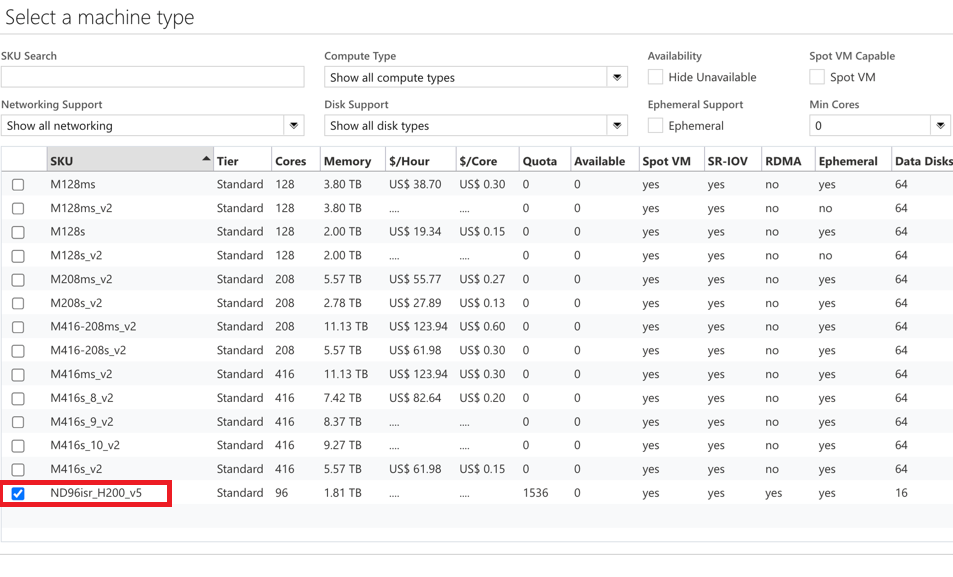 Select a machine type
SKU Search
Compute Type
Availability
Spot VM Capable
Show all compute types
Hide Unavailable
Spot VM
Networking Support
Disk Support
Ephemeral Support
Min Cores
Show all networking
Show all disk types
Ephemeral
0
SKU Tier Cores Memory $/Hour $/Core Quota Available Spot VM SR-IOV RDMA Ephemeral Data Disks
M128ms Standard 128 3.80 TB US$ 38.70 US$ 0.30 0 0 yes yes no yes 64
M128ms_v2 Standard 128 3.80 TB .... .... 0 0 yes yes no no 64
M128s Standard 128 2.00 TB US$ 19.34 US$ 0.15 0 0 yes yes no yes 64
M128s_v2 Standard 128 2.00 TB .... .... 0 0 yes yes no no 64
M208ms_v2 Standard 208 5.57 TB US$ 55.77 US$ 0.27 0 0 yes yes no yes 64
M208s_v2 Standard 208 2.78 TB US$ 27.89 US$ 0.13 0 0 yes yes no yes 64
M416-208ms_v2 Standard 208 11.13 TB US$ 123.94 US$ 0.60 0 0 yes yes no yes 64
M416-208s_v2 Standard 208 5.57 TB US$ 61.98 US$ 0.30 0 0 yes yes no yes 64
M416ms_v2 Standard 416 11.13 TB US$ 123.94 US$ 0.30 0 0 yes yes no yes 64
M416s_8_v2 Standard 416 7.42 TB US$ 82.64 US$ 0.20 0 0 yes yes no yes 64
M416s_9_v2 Standard 416 8.37 TB .... .... 0 0 yes yes no yes 64
M416s_10_v2 Standard 416 9.27 TB .... .... 0 0 yes yes no yes 64
M416s_v2 Standard 416 5.57 TB US$ 61.98 US$ 0.15 0 0 yes yes no yes 64
ND96isr_H200_v5 Standard 96 1.81 TB .... .... 1536 0 yes yes yes yes 16